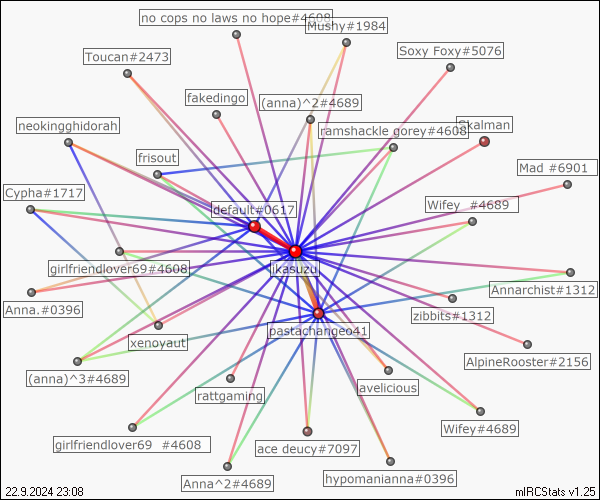 no cops no laws no hope#4608
Mushy#1984
Toucan#2473
Soxy Foxy#5076
fakedingo
(anna)^2#4689
neokingghidorah
ramshackle gorey#4608
Skalman
frisout
Mad #6901
Cypha#1717
default#0617
Wifey #4689
girlfriendlover69#4608
jkasuzu
Annarchist#1312
Anna.#0396
zibbits#1312
pastachangeo41
xenoyaut
AlpineRooster#2156
(anna)^3#4689
avelicious
rattgaming
Wifey#4689
girlfriendlover69 #4608
ace deucy#7097
Anna^2#4689
hypomanianna#0396
22.9.2024 23:08
mIRCStats v1.25